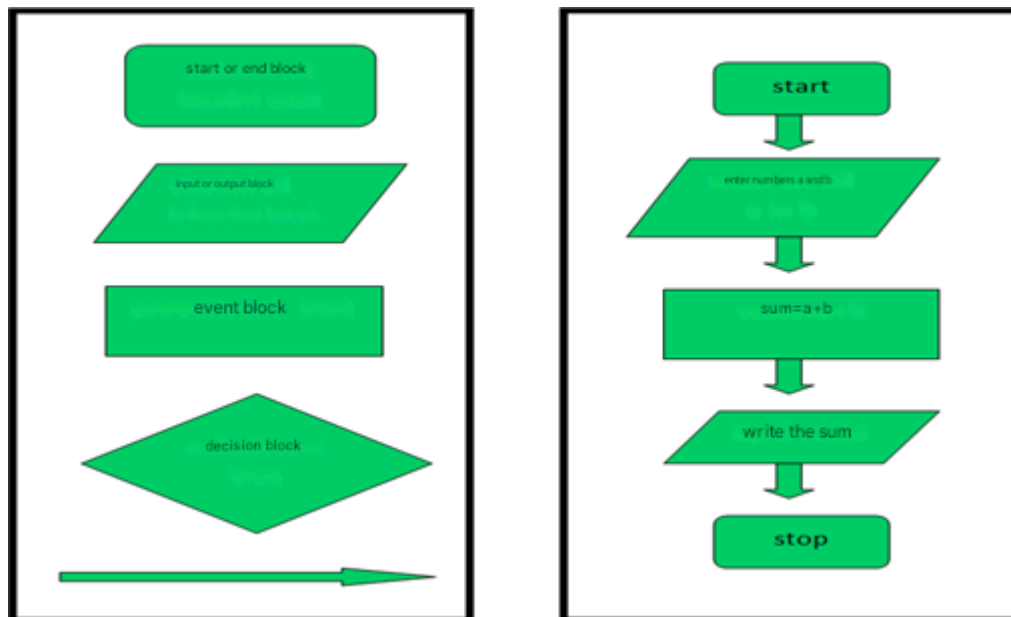 start or end block
input or output block
event block
decision block
start
enter numbers a and b
sum=a+b
write the sum
stop